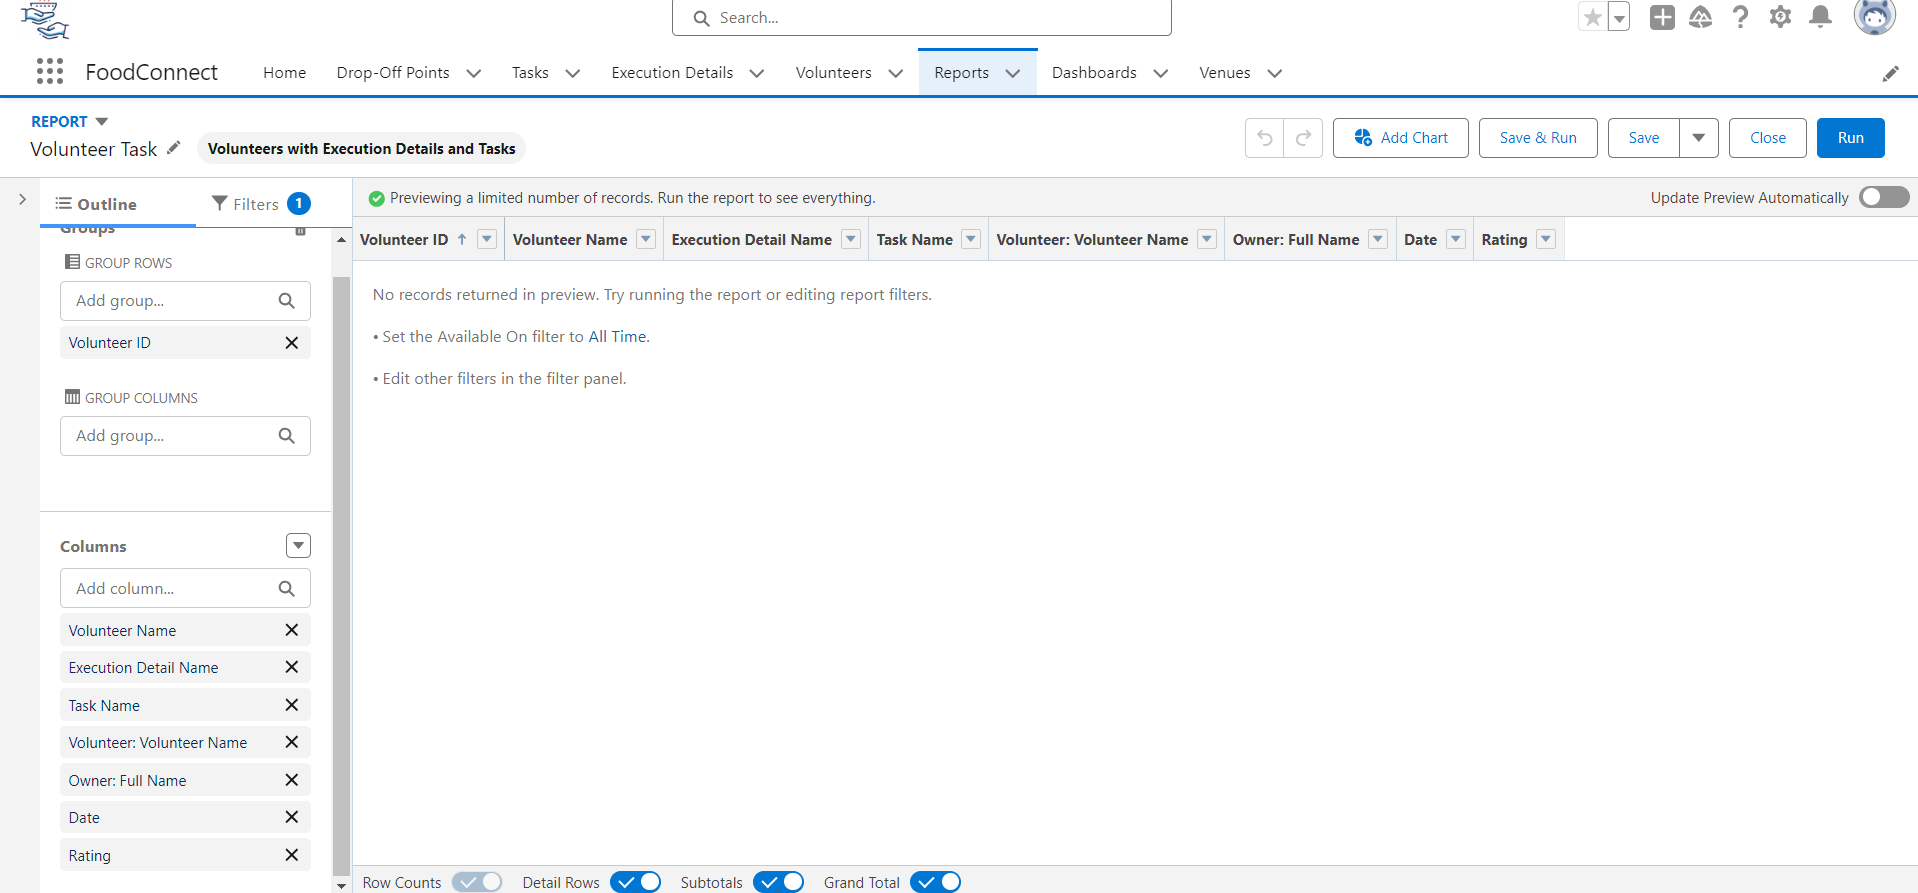 Search...
FoodConnect Home Drop-Off Points Tasks Execution Details Volunteers Reports Dashboards Venues
REPORT
Volunteer Task Volunteers with Execution Details and Tasks
Add Chart Save & Run Save Close Run
Outline Filters 1
Groups
GROUP ROWS
Add group...
Volunteer ID
GROUP COLUMNS
Add group...
Columns
Add column...
Volunteer Name
Execution Detail Name
Task Name
Volunteer: Volunteer Name
Owner: Full Name
Date
Rating
Previewing a limited number of records. Run the report to see everything.
Update Preview Automatically
Volunteer ID Volunteer Name Execution Detail Name Task Name Volunteer: Volunteer Name Owner: Full Name Date Rating
No records returned in preview. Try running the report or editing report filters.
• Set the Available On filter to All Time.
• Edit other filters in the filter panel.
Row Counts Detail Rows Subtotals Grand Total